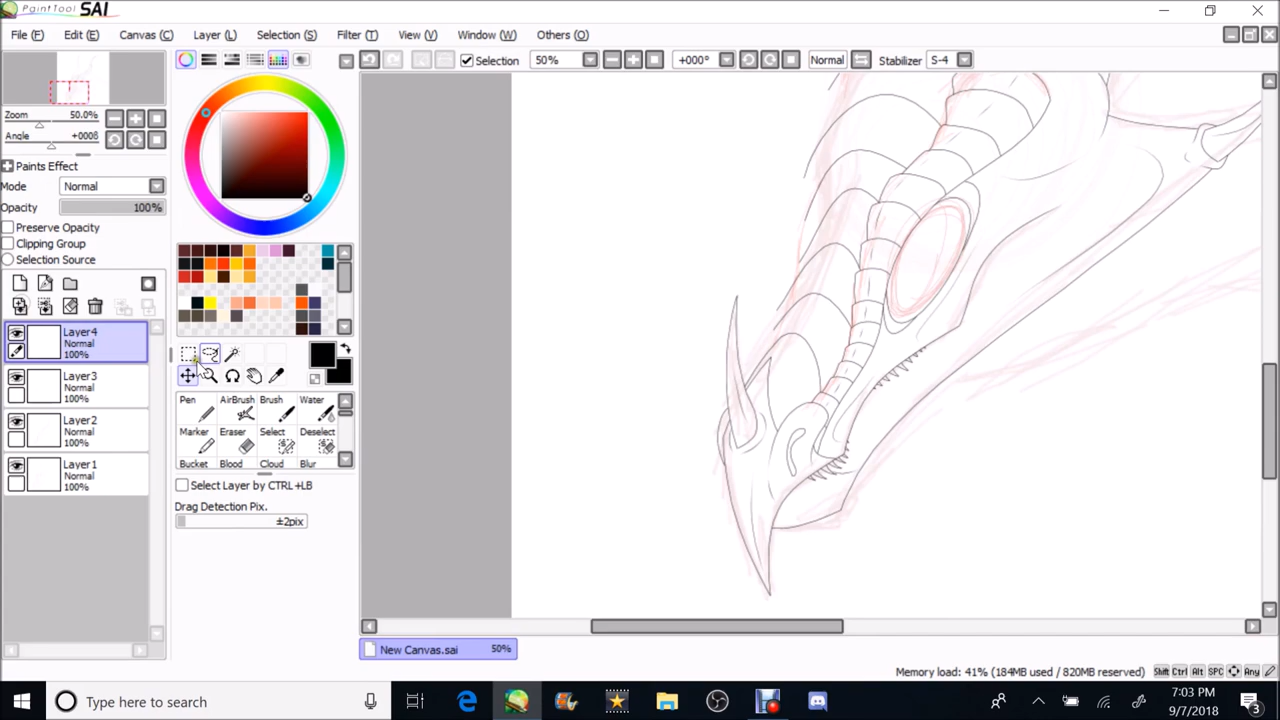 PaintTool SAI
File (F) Edit (E) Canvas (C) Layer (L) Selection (S) Filter (T) View (V) Window (W) Others (O)
Selection 50% +000° Normal Stabilizer S-4
Zoom 50.0%
Angle +000°
Paints Effect
Mode Normal
Opacity 100%
Preserve Opacity
Clipping Group
Selection Source
Layer4
Normal
100%
Layer3
Normal
100%
Layer2
Normal
100%
Layer1
Normal
100%
Pen AirBrush Brush Water
Marker Eraser Select Deselect
Bucket Blood Cloud Blur
Select Layer by CTRL+LB
Drag Detection Pix.
±2pix
New Canvas.sai 50%
Memory load: 41% (184MB used / 820MB reserved) Shift Ctrl Alt SPC Any
Type here to search
7:03 PM
9/7/2018
3